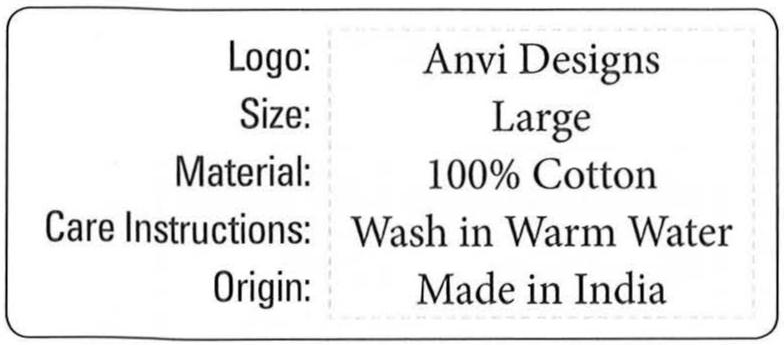 Logo: Anvi Designs
Size: Large
Material: 100% Cotton
Care Instructions: Wash in Warm Water
Origin: Made in India